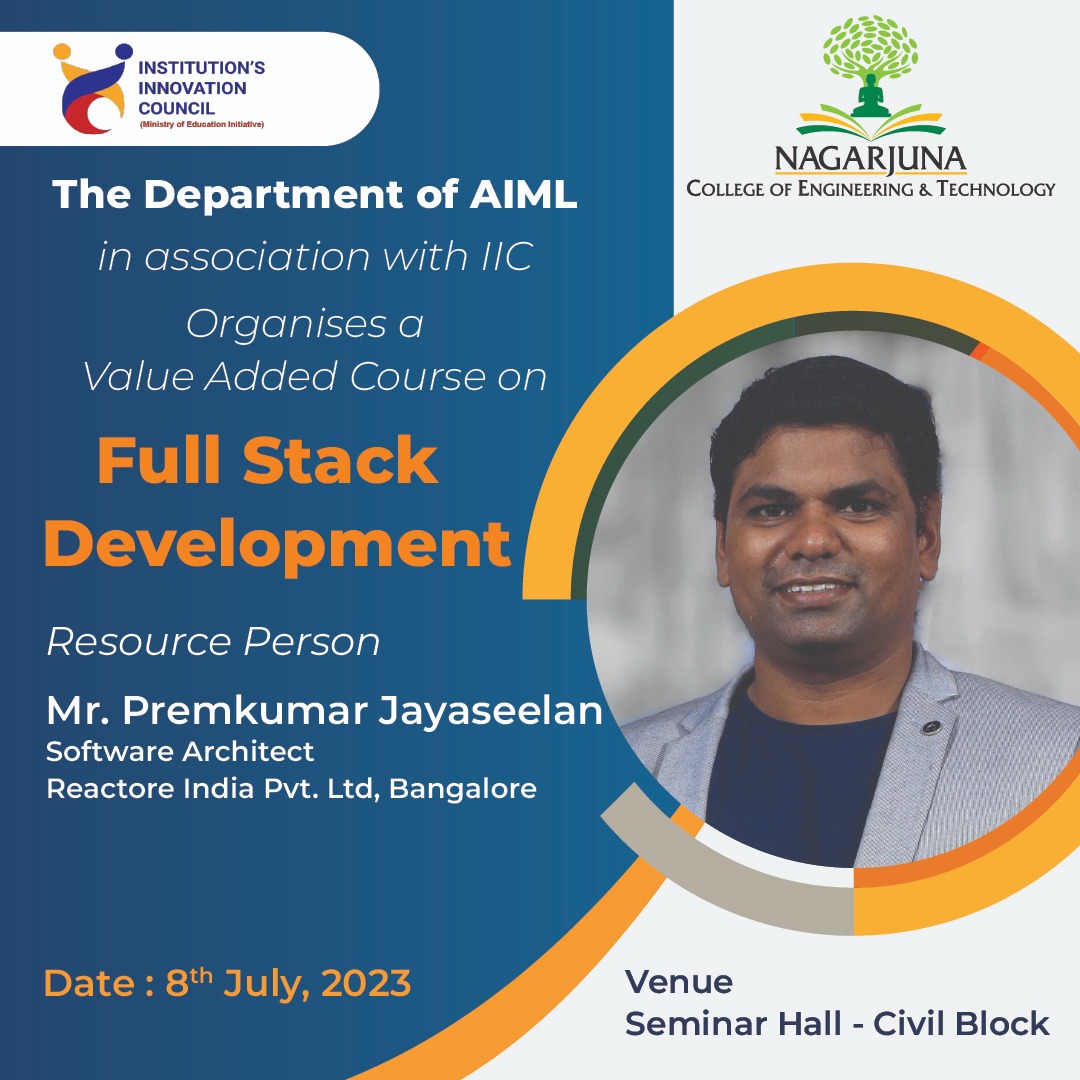 INSTITUTION'S
INNOVATION
COUNCIL
(Ministry of Education Initiative)
NAGARJUNA
COLLEGE OF ENGINEERING & TECHNOLOGY
The Department of AIML
in association with IIC
Organises a
Value Added Course on
Full Stack
Development
Resource Person
Mr. Premkumar Jayaseelan
Software Architect
Reactore India Pvt. Ltd, Bangalore
Date : 8th July, 2023
Venue
Seminar Hall - Civil Block